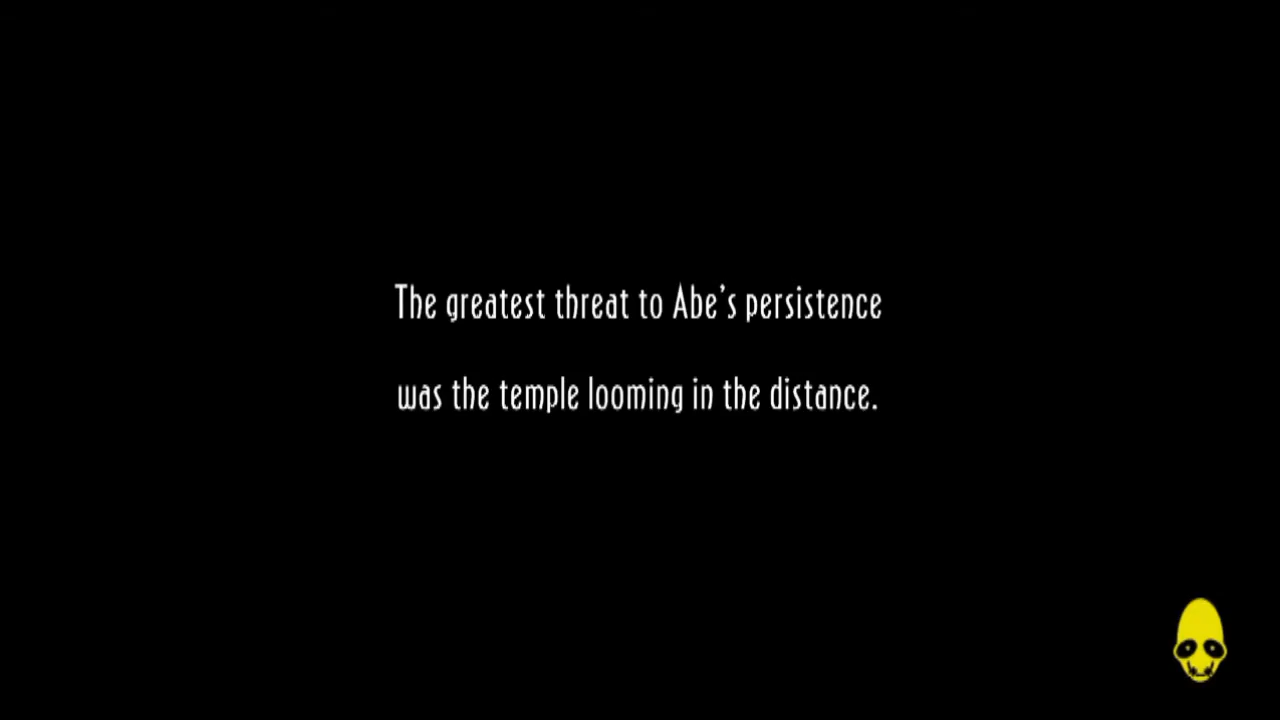 The greatest threat to Abe’s persistence
was the temple looming in the distance.